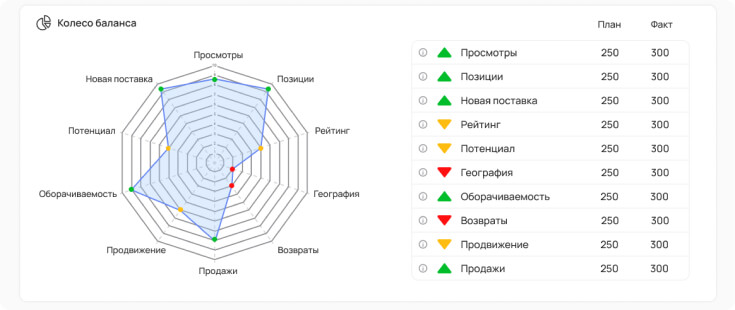 Колесо баланса
План Факт
Просмотры
Новая поставка Позиции
Потенциал Рейтинг
Оборачиваемость География
Продвижение Возвраты
Продажи
Просмотры 250 300
Позиции 250 300
Новая поставка 250 300
Рейтинг 250 300
Потенциал 250 300
География 250 300
Оборачиваемость 250 300
Возвраты 250 300
Продвижение 250 300
Продажи 250 300